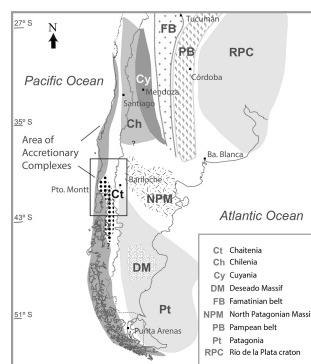 27° S
N
FB
Tucumán
PB
RPC
Pacific Ocean
Cy
Mendoza
Córdoba
Santiago
35° S
Ch
Area of
Accretionary
Complexes
?
Ba. Blanca
Bariloche
Pto. Montt
Ct
NPM
43° S
Atlantic Ocean
DM
Pt
51° S
Punta Arenas
Ct Chaitenia
Ch Chilenia
Cy Cuyania
DM Deseado Massif
FB Famatinian belt
NPM North Patagonian Massif
PB Pampean belt
Pt Patagonia
RPC Río de la Plata craton